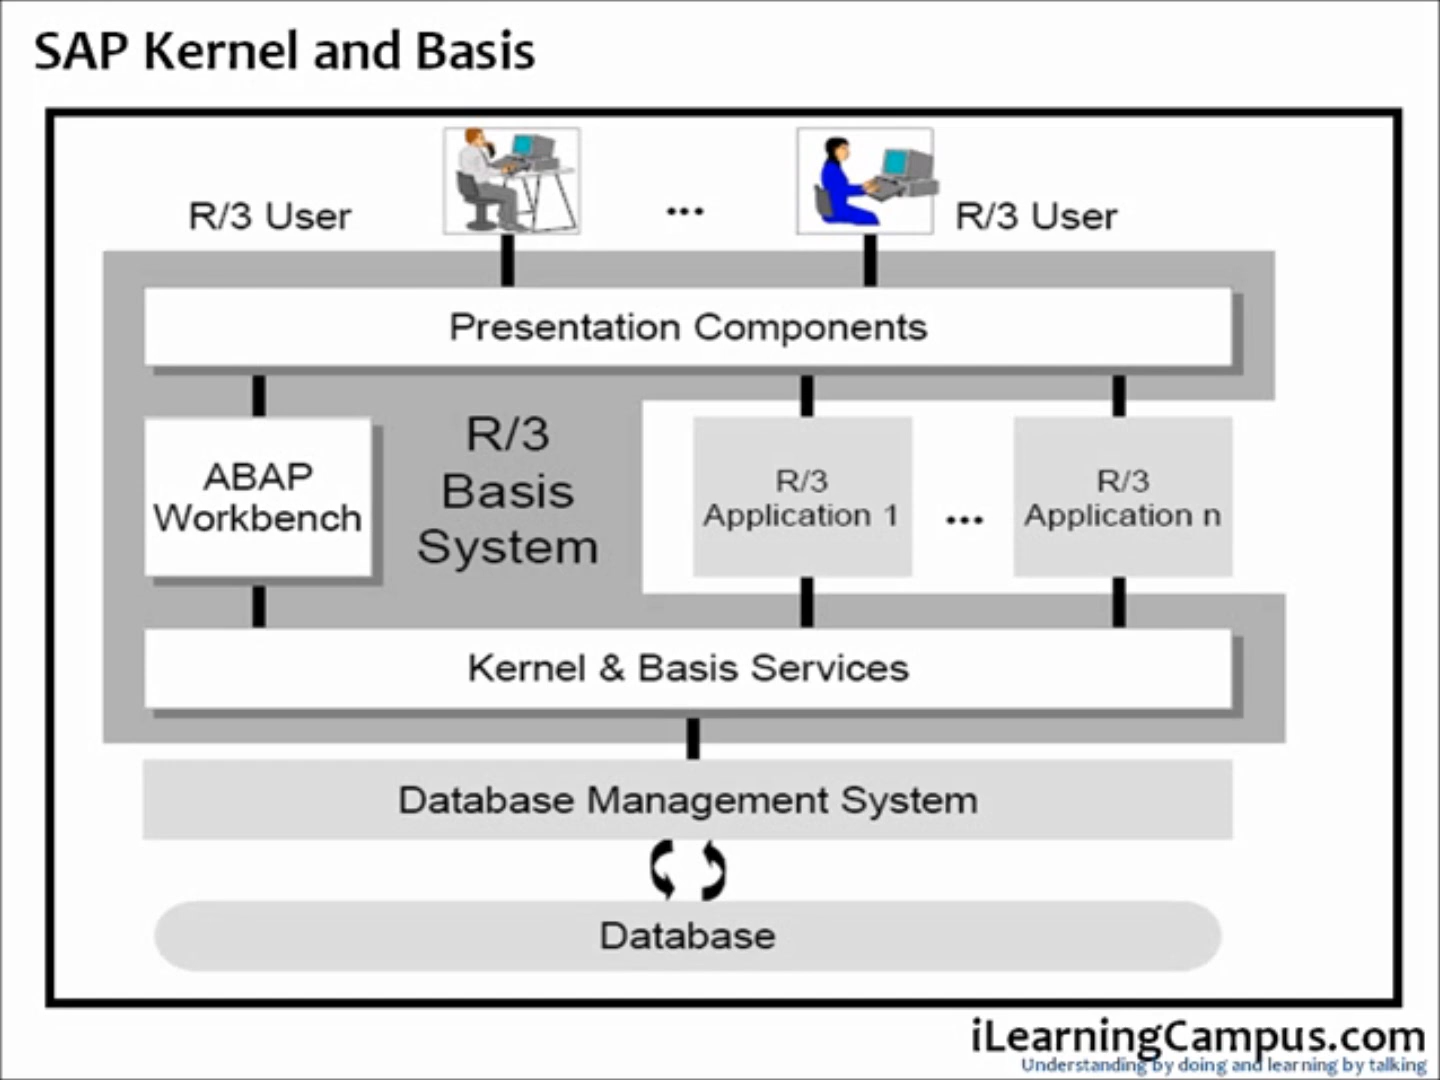 SAP Kernel and Basis
R/3 User
...
R/3 User
Presentation Components
ABAP
Workbench
R/3
Basis
System
R/3
Application 1
...
R/3
Application n
Kernel & Basis Services
Database Management System
Database
iLearningCampus.com
Understanding by doing and learning by talking